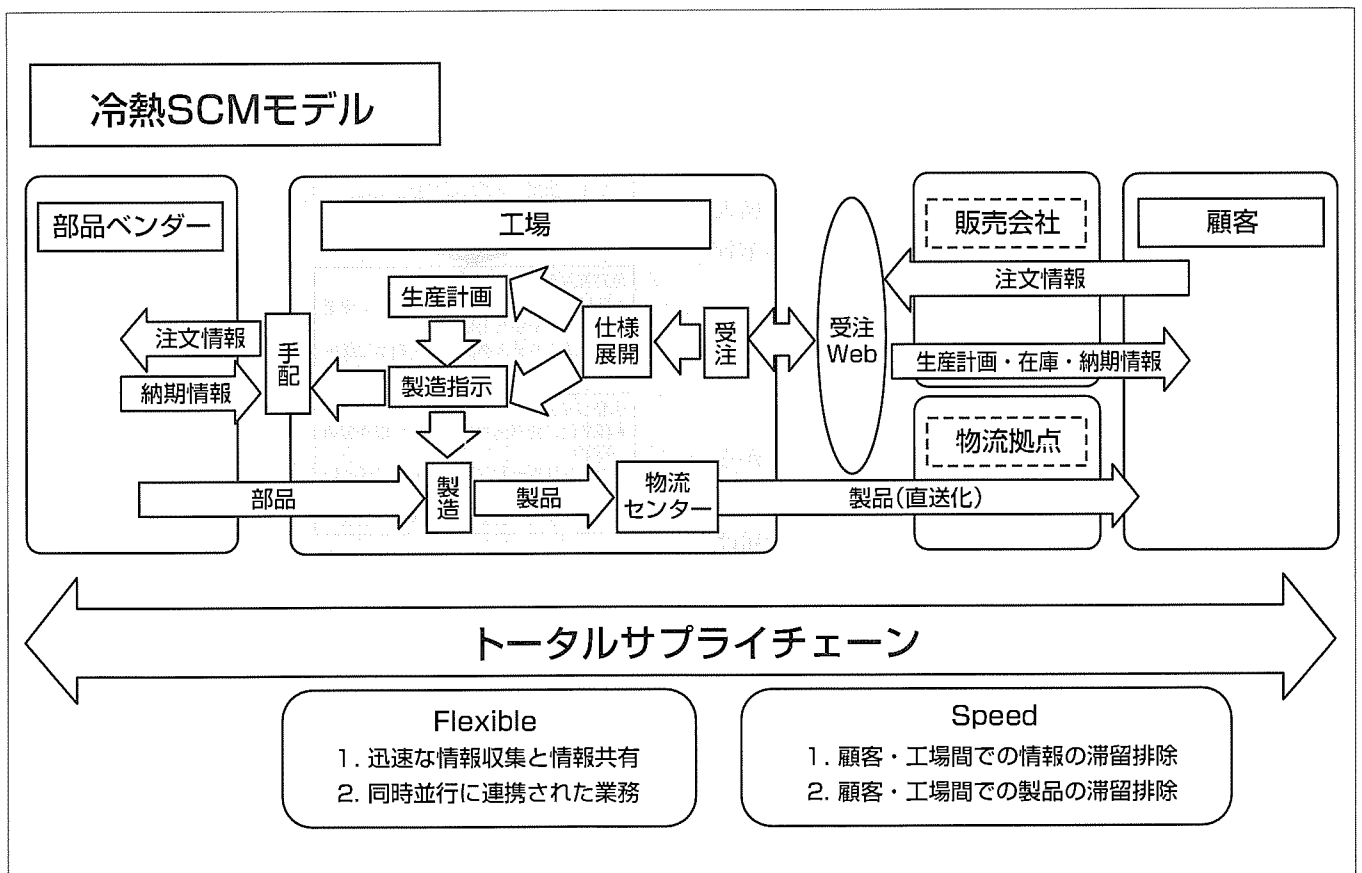 冷熱SCMモデル
部品ベンダー
工場
販売会社
顧客
注文情報
生産計画
仕様
展開
受注
受注
Web
注文情報
手配
生産計画・在庫・納期情報
納期情報
製造指示
物流拠点
部品
製造
製品
物流
センター
製品(直送化)
トータルサプライチェーン
Flexible
1. 迅速な情報収集と情報共有
2. 同時並行に連携された業務
Speed
1. 顧客・工場間での情報の滞留排除
2. 顧客・工場間での製品の滞留排除